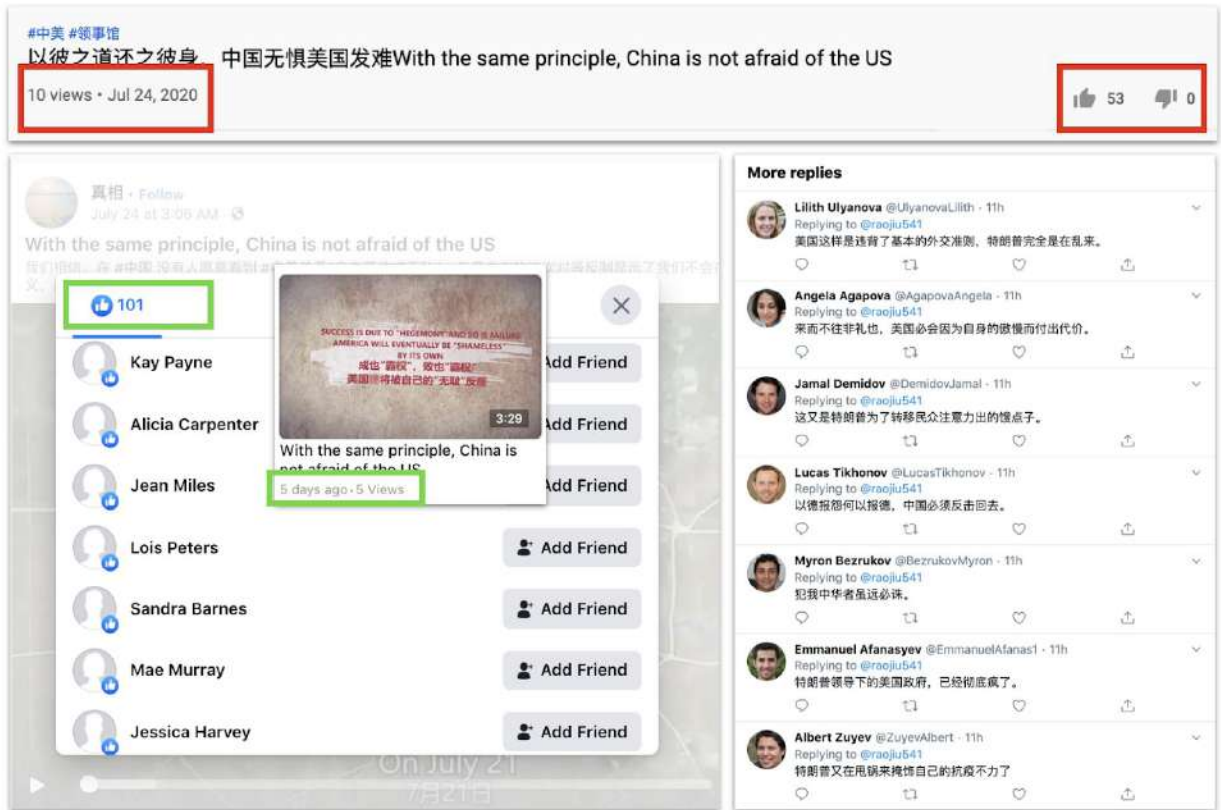 #中美 #领事馆
以彼之道还之彼身，中国无惧美国发难With the same principle, China is not afraid of the US
10 views • Jul 24, 2020
53
0
真相 · Follow
July 24 at 3:06 AM ·
With the same principle, China is not afraid of the US
101
SUCCESS IS DUE TO "HEGEMONY" AND SO IS FAILURE
AMERICA WILL EVENTUALLY BE "SHAMELESS"
BY ITS OWN
成也"霸权"，败也"霸权"
美国终将被自己的"无耻"反噬
3:29
With the same principle, China is
not afraid of the US
5 days ago · 5 Views
Kay Payne
Add Friend
Alicia Carpenter
Add Friend
Jean Miles
Add Friend
Lois Peters
Add Friend
Sandra Barnes
Add Friend
Mae Murray
Add Friend
Jessica Harvey
Add Friend
On July 21
7月21日
More replies
Lilith Ulyanova @UlyanovaLilith · 11h
Replying to @raojiu541
美国这样是违背了基本的外交准则，特朗普完全是在乱来。
Angela Agapova @AgapovaAngela · 11h
Replying to @raojiu541
来而不往非礼也，美国必会因为自身的傲慢而付出代价。
Jamal Demidov @DemidovJamal · 11h
Replying to @raojiu541
这又是特朗普为了转移民众注意力出的馊点子。
Lucas Tikhonov @LucasTikhonov · 11h
Replying to @raojiu541
以德报怨何以报德，中国必须反击回去。
Myron Bezrukov @BezrukovMyron · 11h
Replying to @raojiu541
犯我中华者虽远必诛。
Emmanuel Afanasyev @EmmanuelAfanas1 · 11h
Replying to @raojiu541
特朗普领导下的美国政府，已经彻底疯了。
Albert Zuyev @ZuyevAlbert · 11h
Replying to @raojiu541
特朗普又在甩锅来掩饰自己的抗疫不力了